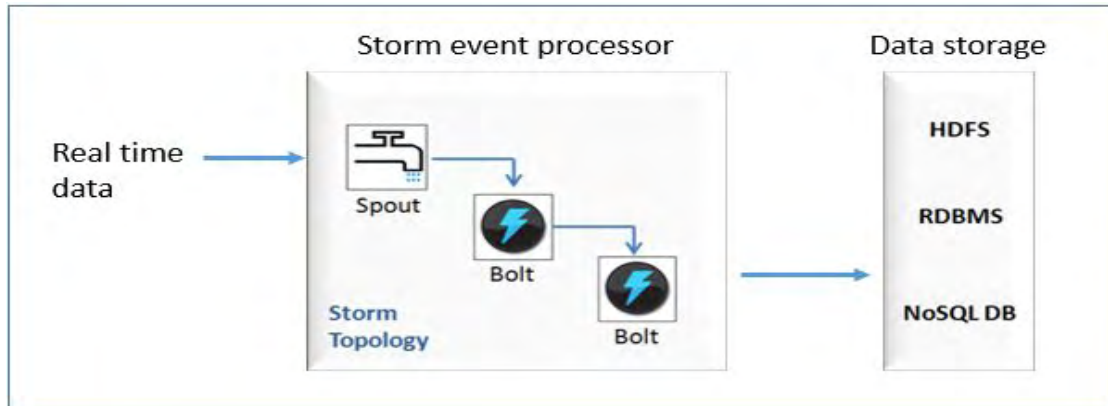 Storm event processor
Data storage
Real time
data
Spout
Bolt
Bolt
Storm
Topology
HDFS
RDBMS
NoSQL DB